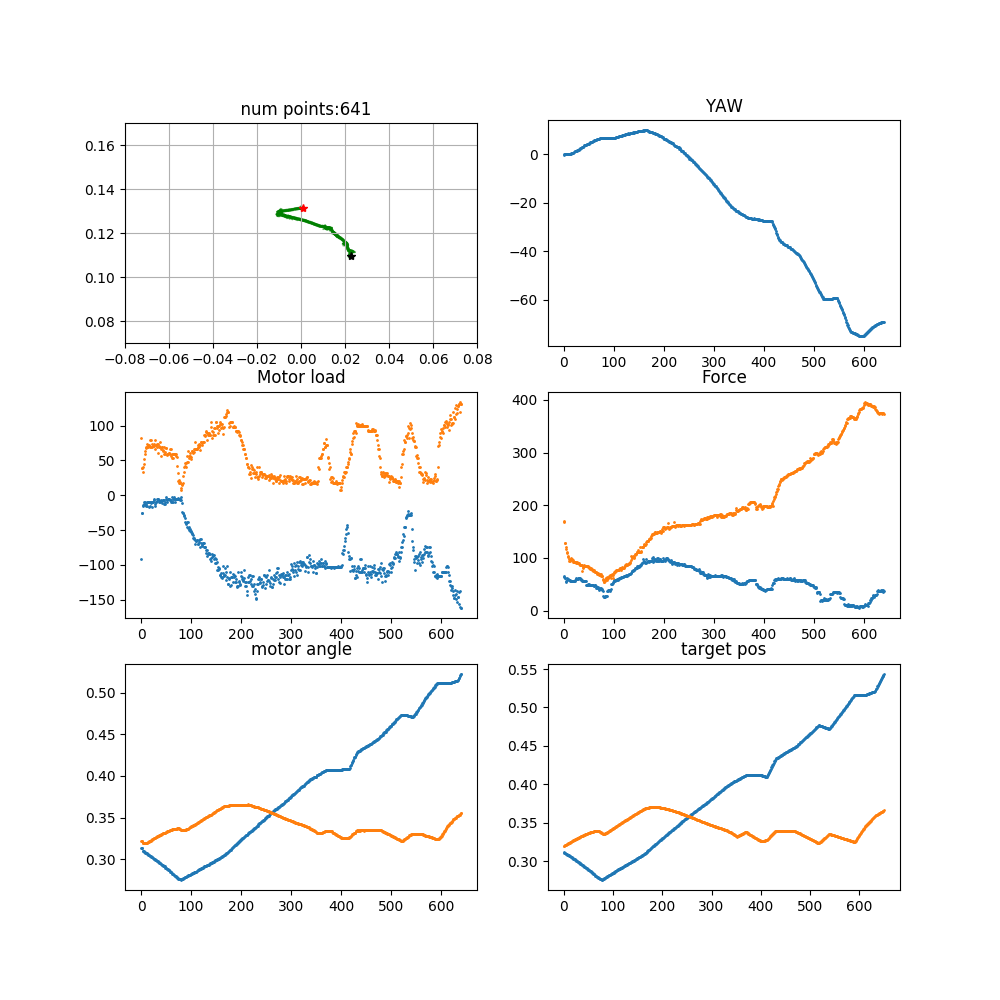 num points:641
0.16
0.14
0.12
0.10
0.08
−0.08 −0.06 −0.04 −0.02 0.00 0.02 0.04 0.06 0.08
YAW
0
−20
−40
−60
0 100 200 300 400 500 600
Motor load
100
50
0
−50
−100
−150
0 100 200 300 400 500 600
Force
400
300
200
100
0
0 100 200 300 400 500 600
motor angle
0.50
0.45
0.40
0.35
0.30
0 100 200 300 400 500 600
target pos
0.55
0.50
0.45
0.40
0.35
0.30
0 100 200 300 400 500 600